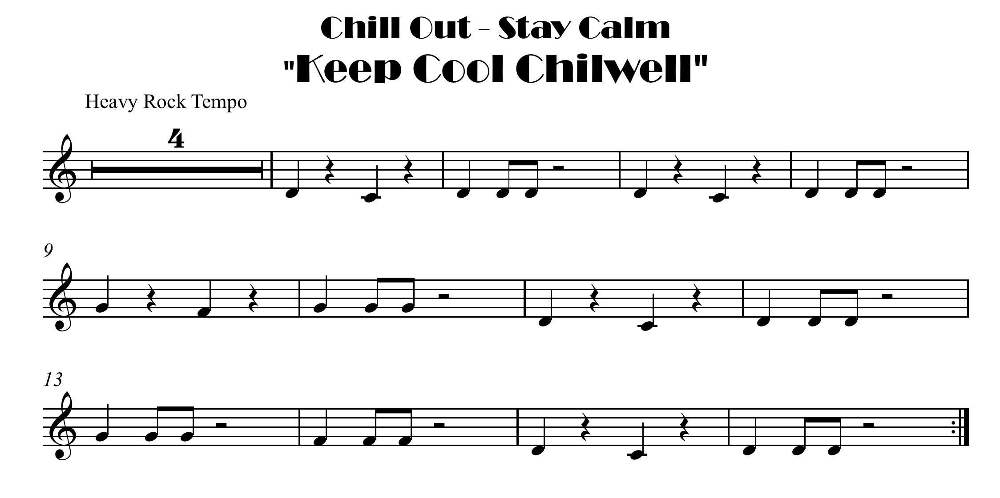 Chill Out - Stay Calm
"Keep Cool Chilwell"
Heavy Rock Tempo
4
9
13